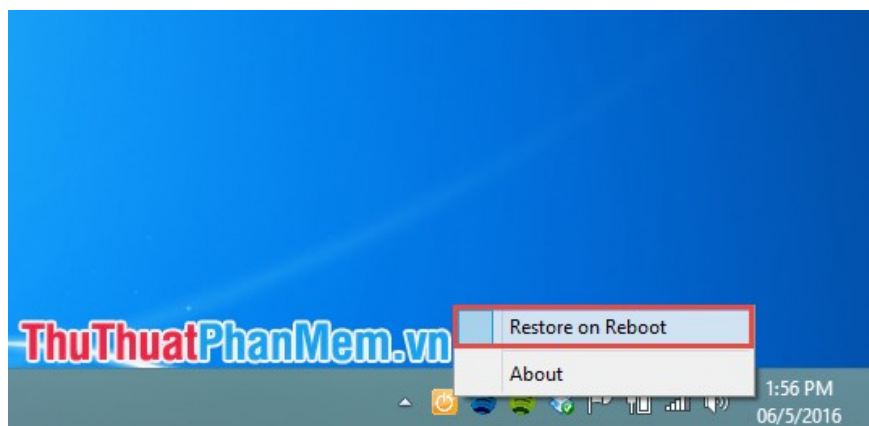 Restore on Reboot
ThuThuatPhanMem.vn
About
1:56 PM
06/5/2016